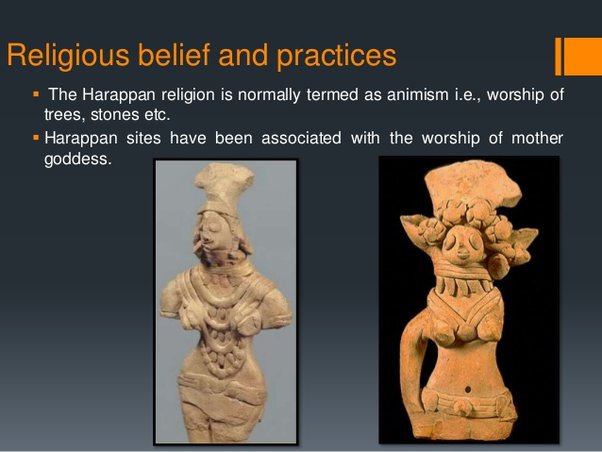 Religious belief and practices
▪ The Harappan religion is normally termed as animism i.e., worship of
trees, stones etc.
▪ Harappan sites have been associated with the worship of mother
goddess.